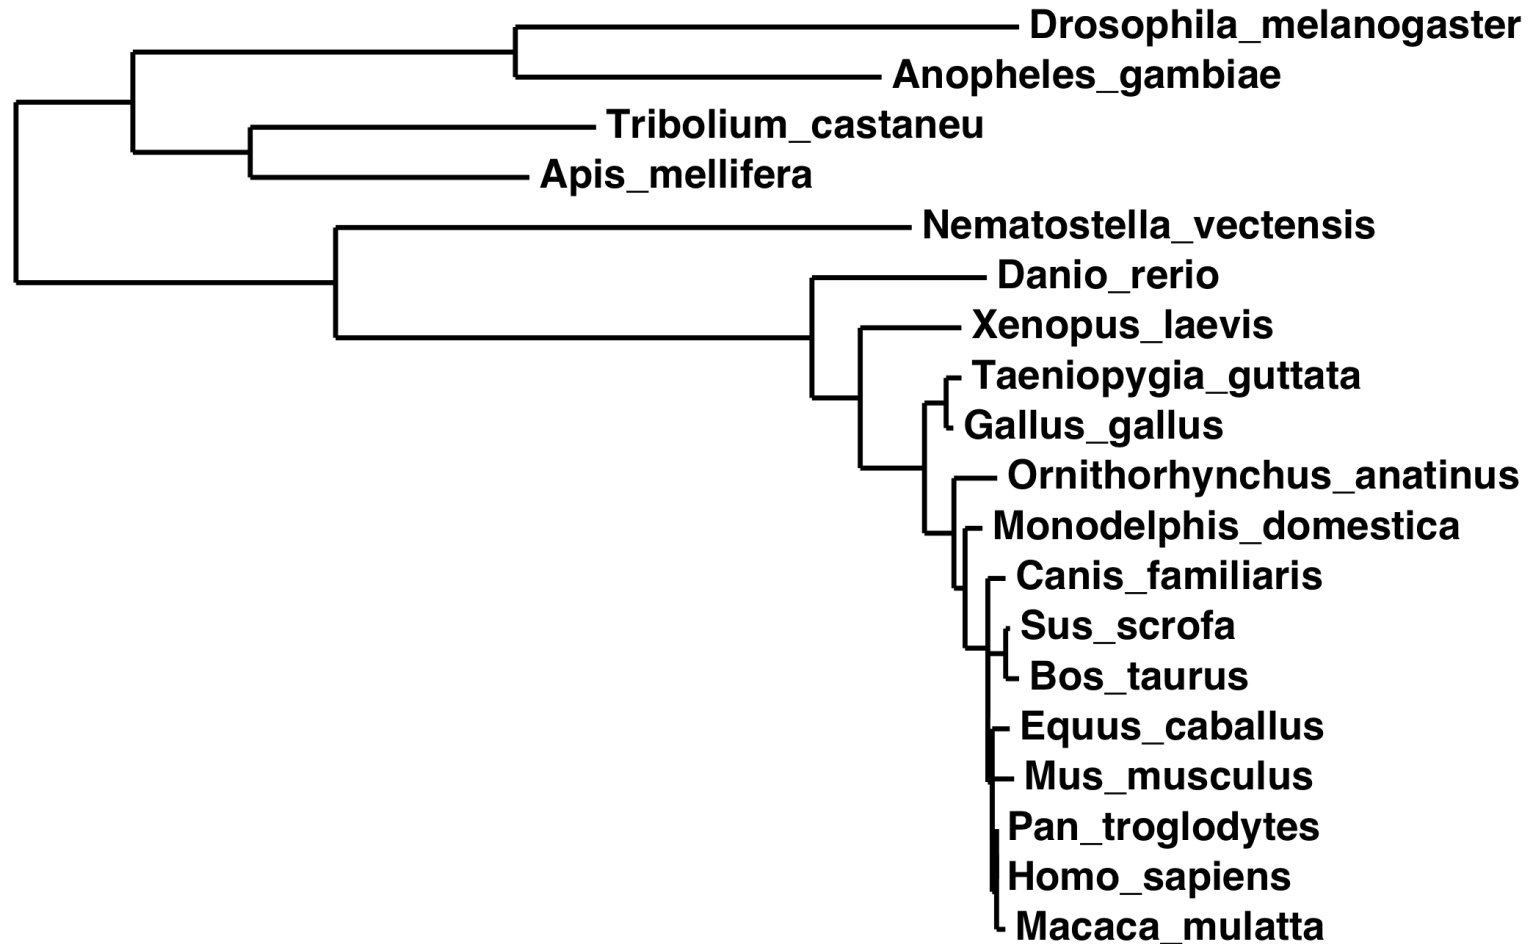 Drosophila_melanogaster
Anopheles_gambiae
Tribolium_castaneu
Apis_mellifera
Nematostella_vectensis
Danio_rerio
Xenopus_laevis
Taeniopygia_guttata
Gallus_gallus
Ornithorhynchus_anatinus
Monodelphis_domestica
Canis_familiaris
Sus_scrofa
Bos_taurus
Equus_caballus
Mus_musculus
Pan_troglodytes
Homo_sapiens
Macaca_mulatta